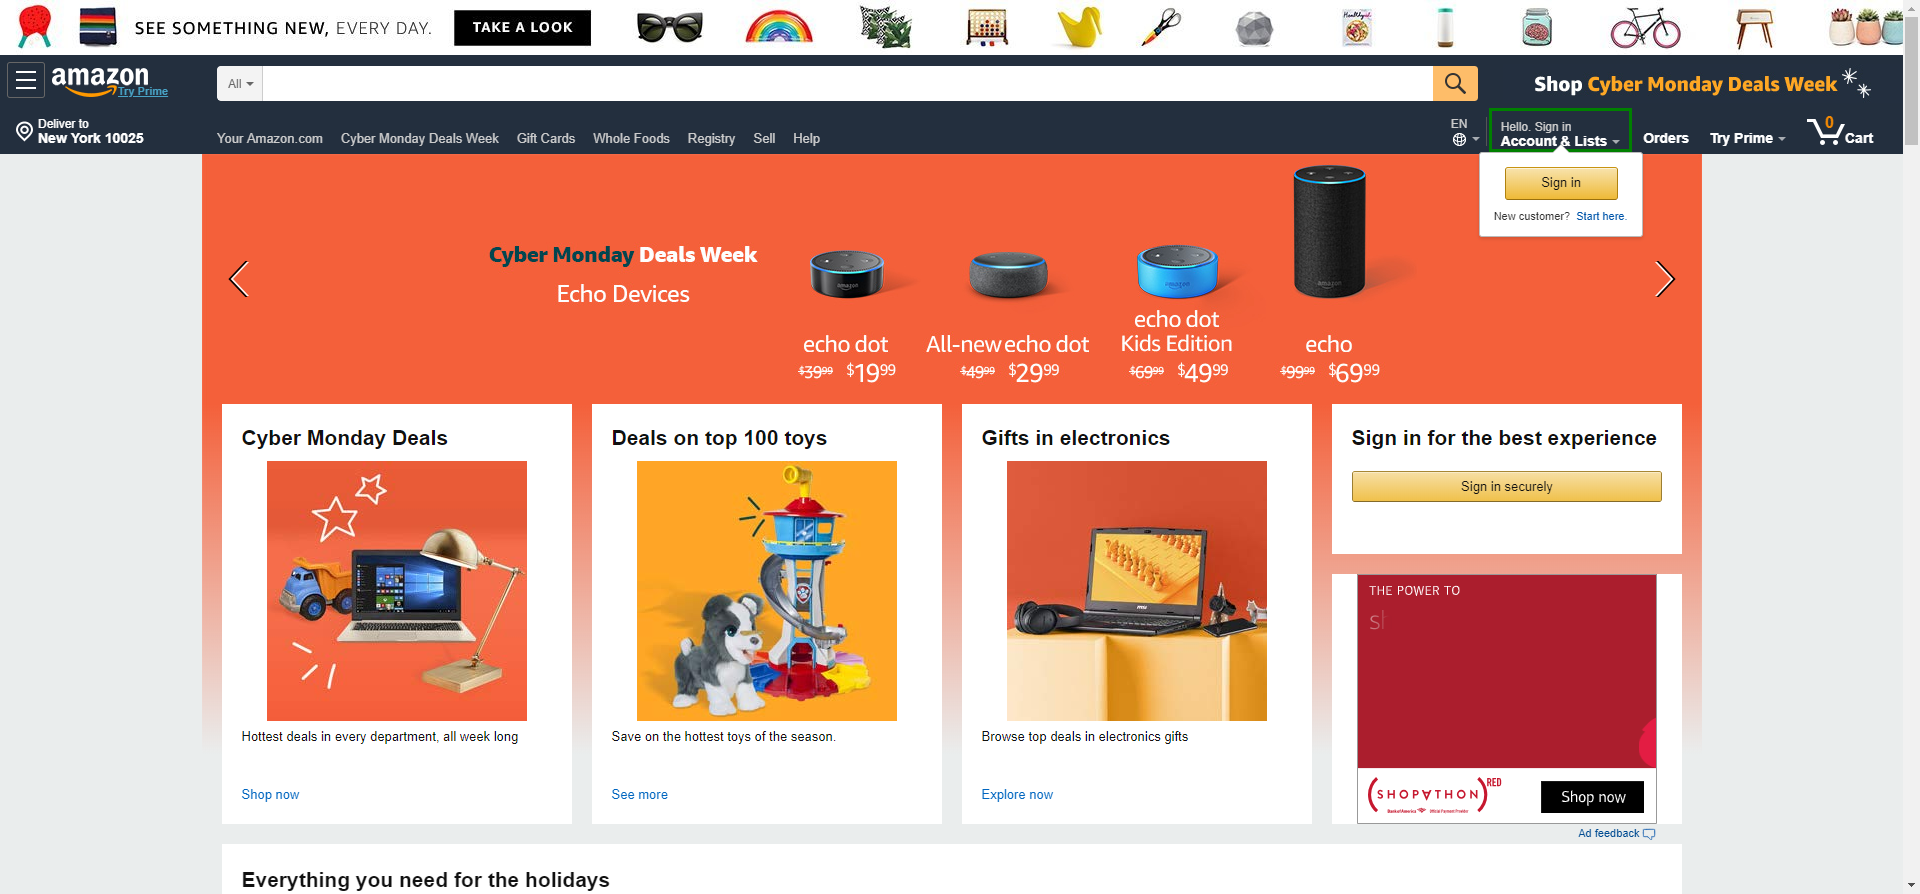 SEE SOMETHING NEW, EVERY DAY.
TAKE A LOOK
amazon
Try Prime
All
Shop Cyber Monday Deals Week
Deliver to
New York 10025
Your Amazon.com Cyber Monday Deals Week Gift Cards Whole Foods Registry Sell Help
EN
Hello. Sign in
Account & Lists
Orders
Try Prime
0
Cart
Sign in
New customer? Start here.
Cyber Monday Deals Week
Echo Devices
echo dot
$39.99 $19.99
All-new echo dot
$49.99 $29.99
echo dot
Kids Edition
$69.99 $49.99
echo
$99.99 $69.99
Cyber Monday Deals
Hottest deals in every department, all week long
Shop now
Deals on top 100 toys
Save on the hottest toys of the season.
See more
Gifts in electronics
Browse top deals in electronics gifts
Explore now
Sign in for the best experience
Sign in securely
THE POWER TO
sh
(SHOPATHON)RED
Bank of America Official Payment Provider
Shop now
Ad feedback
Everything you need for the holidays